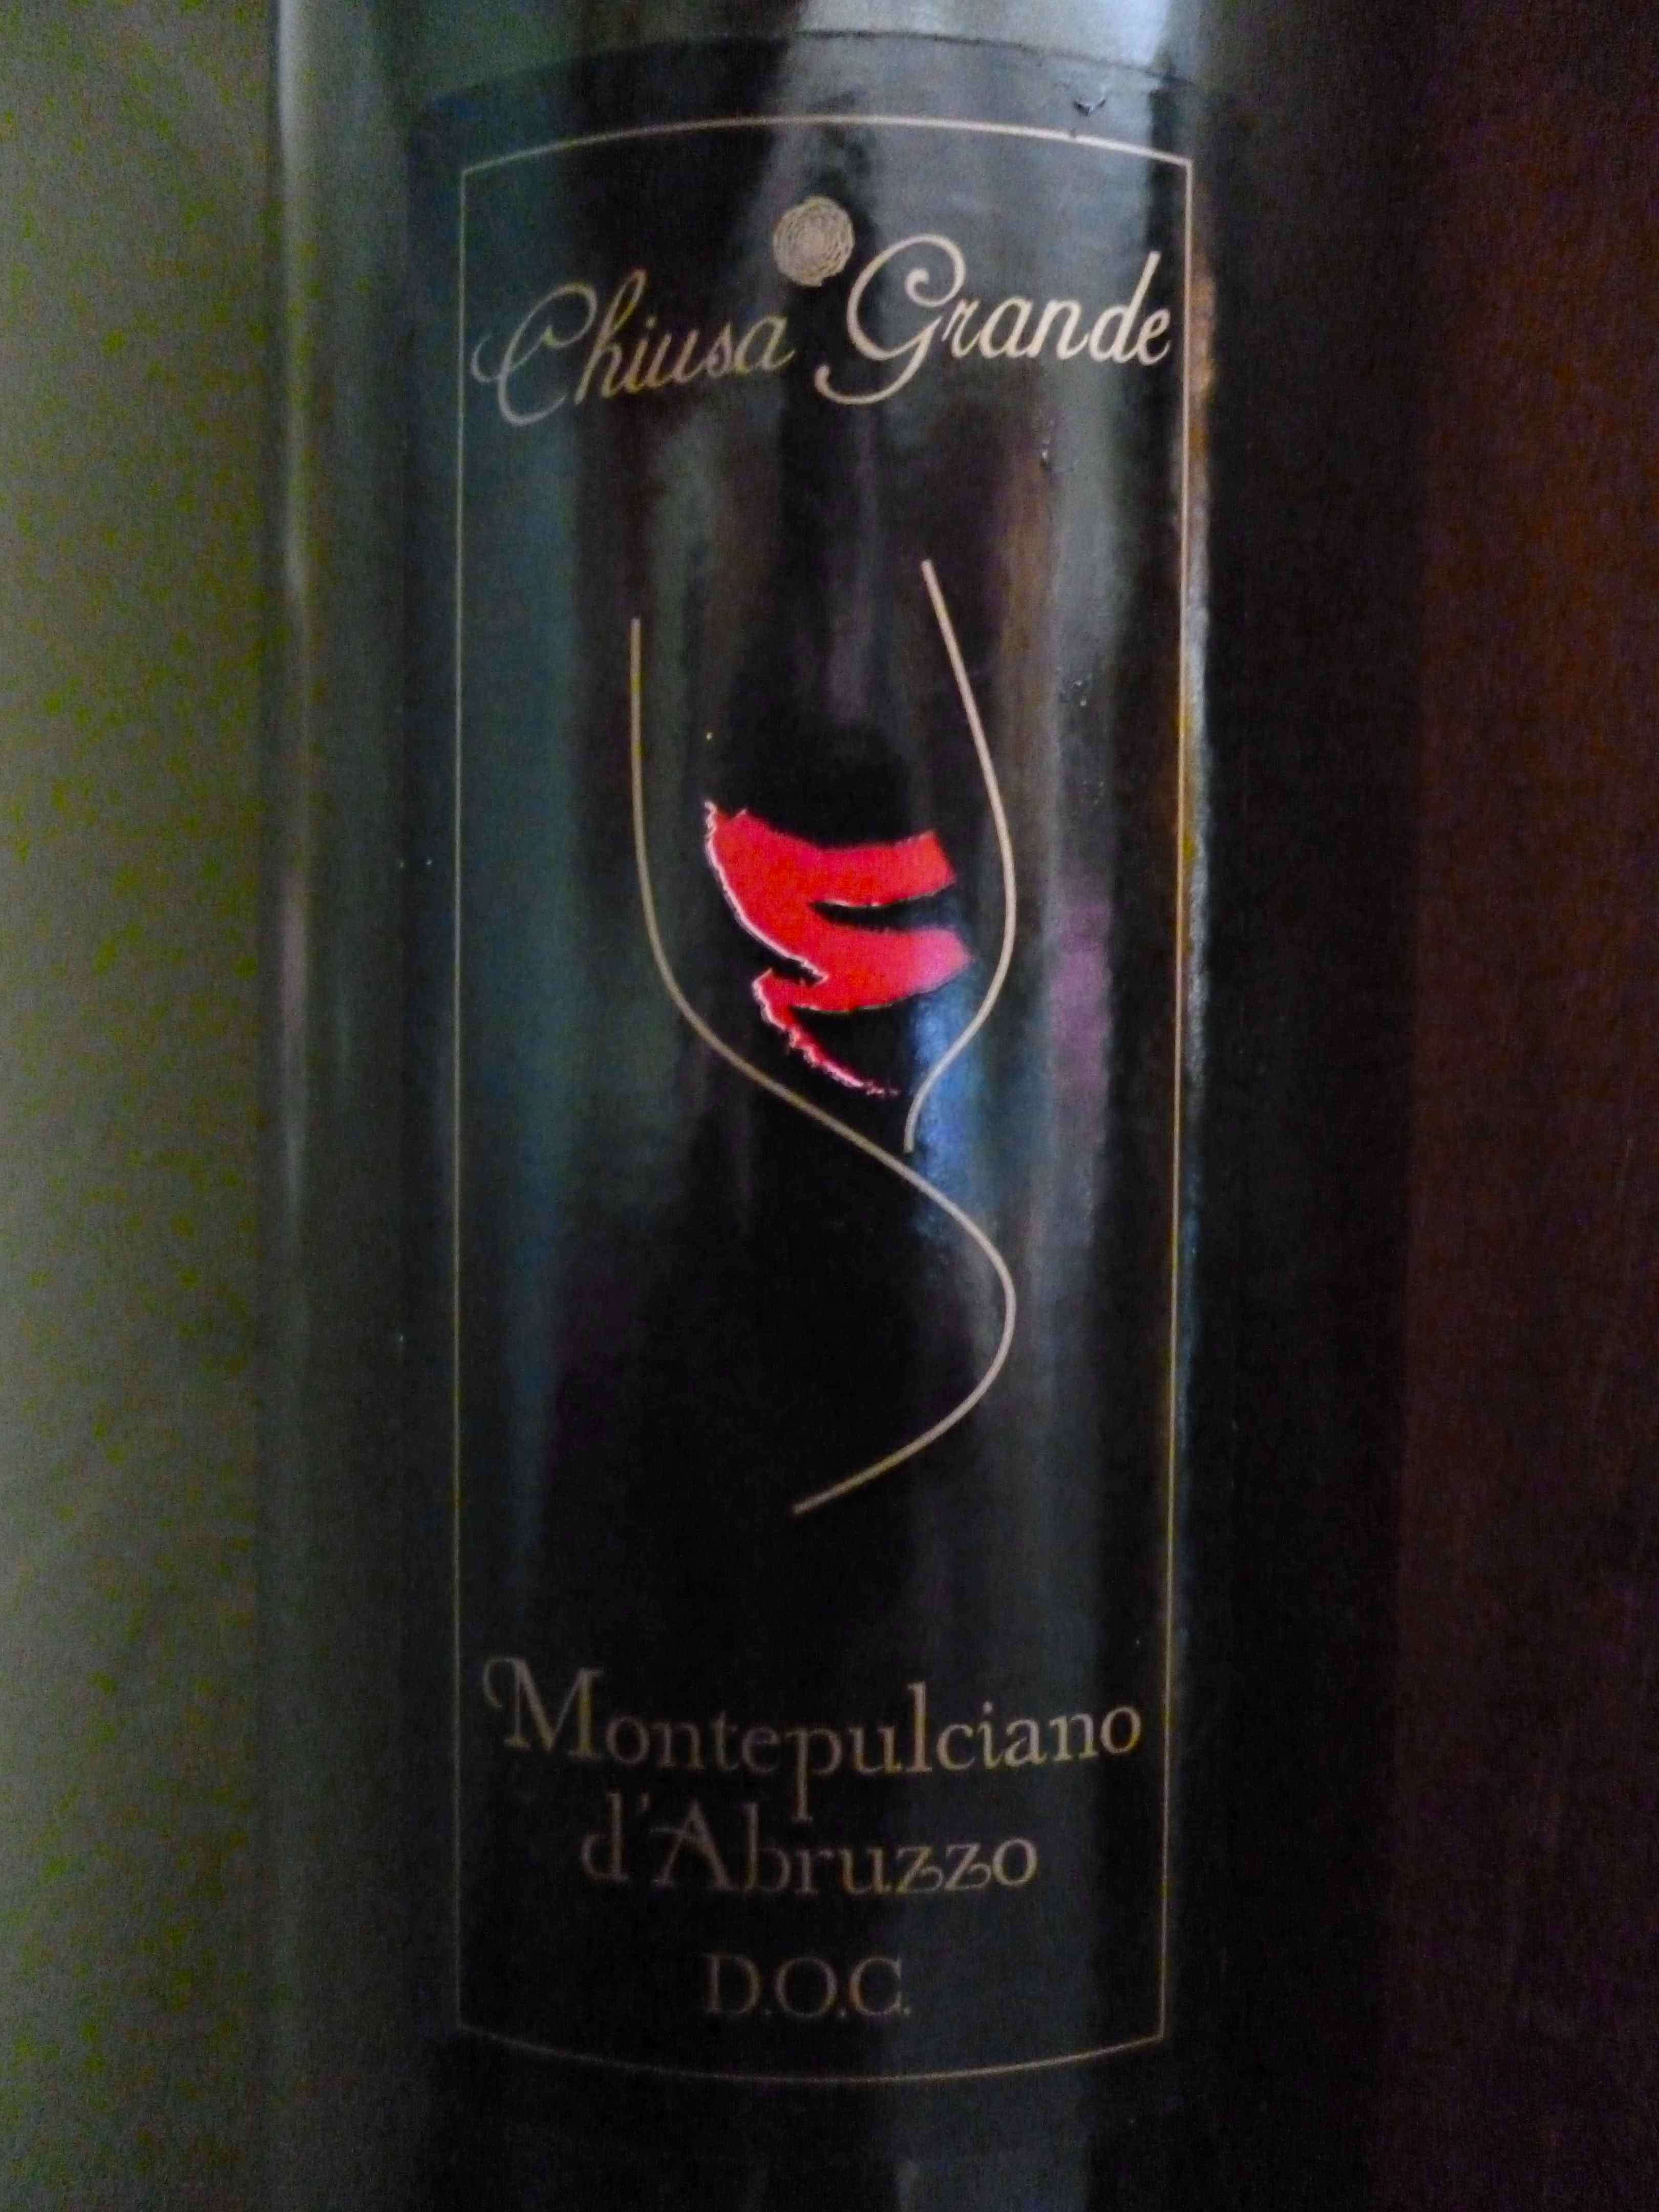 Chiusa Grande
Montepulciano
d'Abruzzo
D.O.C.